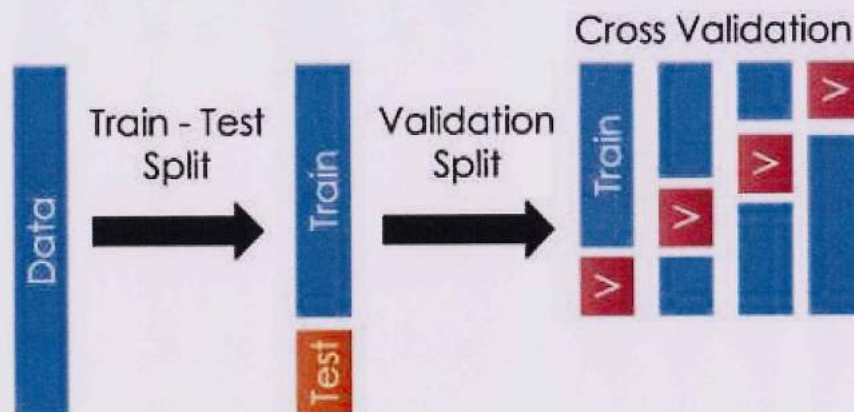 Cross Validation
Data
Train - Test
Split
Train
Test
Validation
Split
Train
V
V
V
V